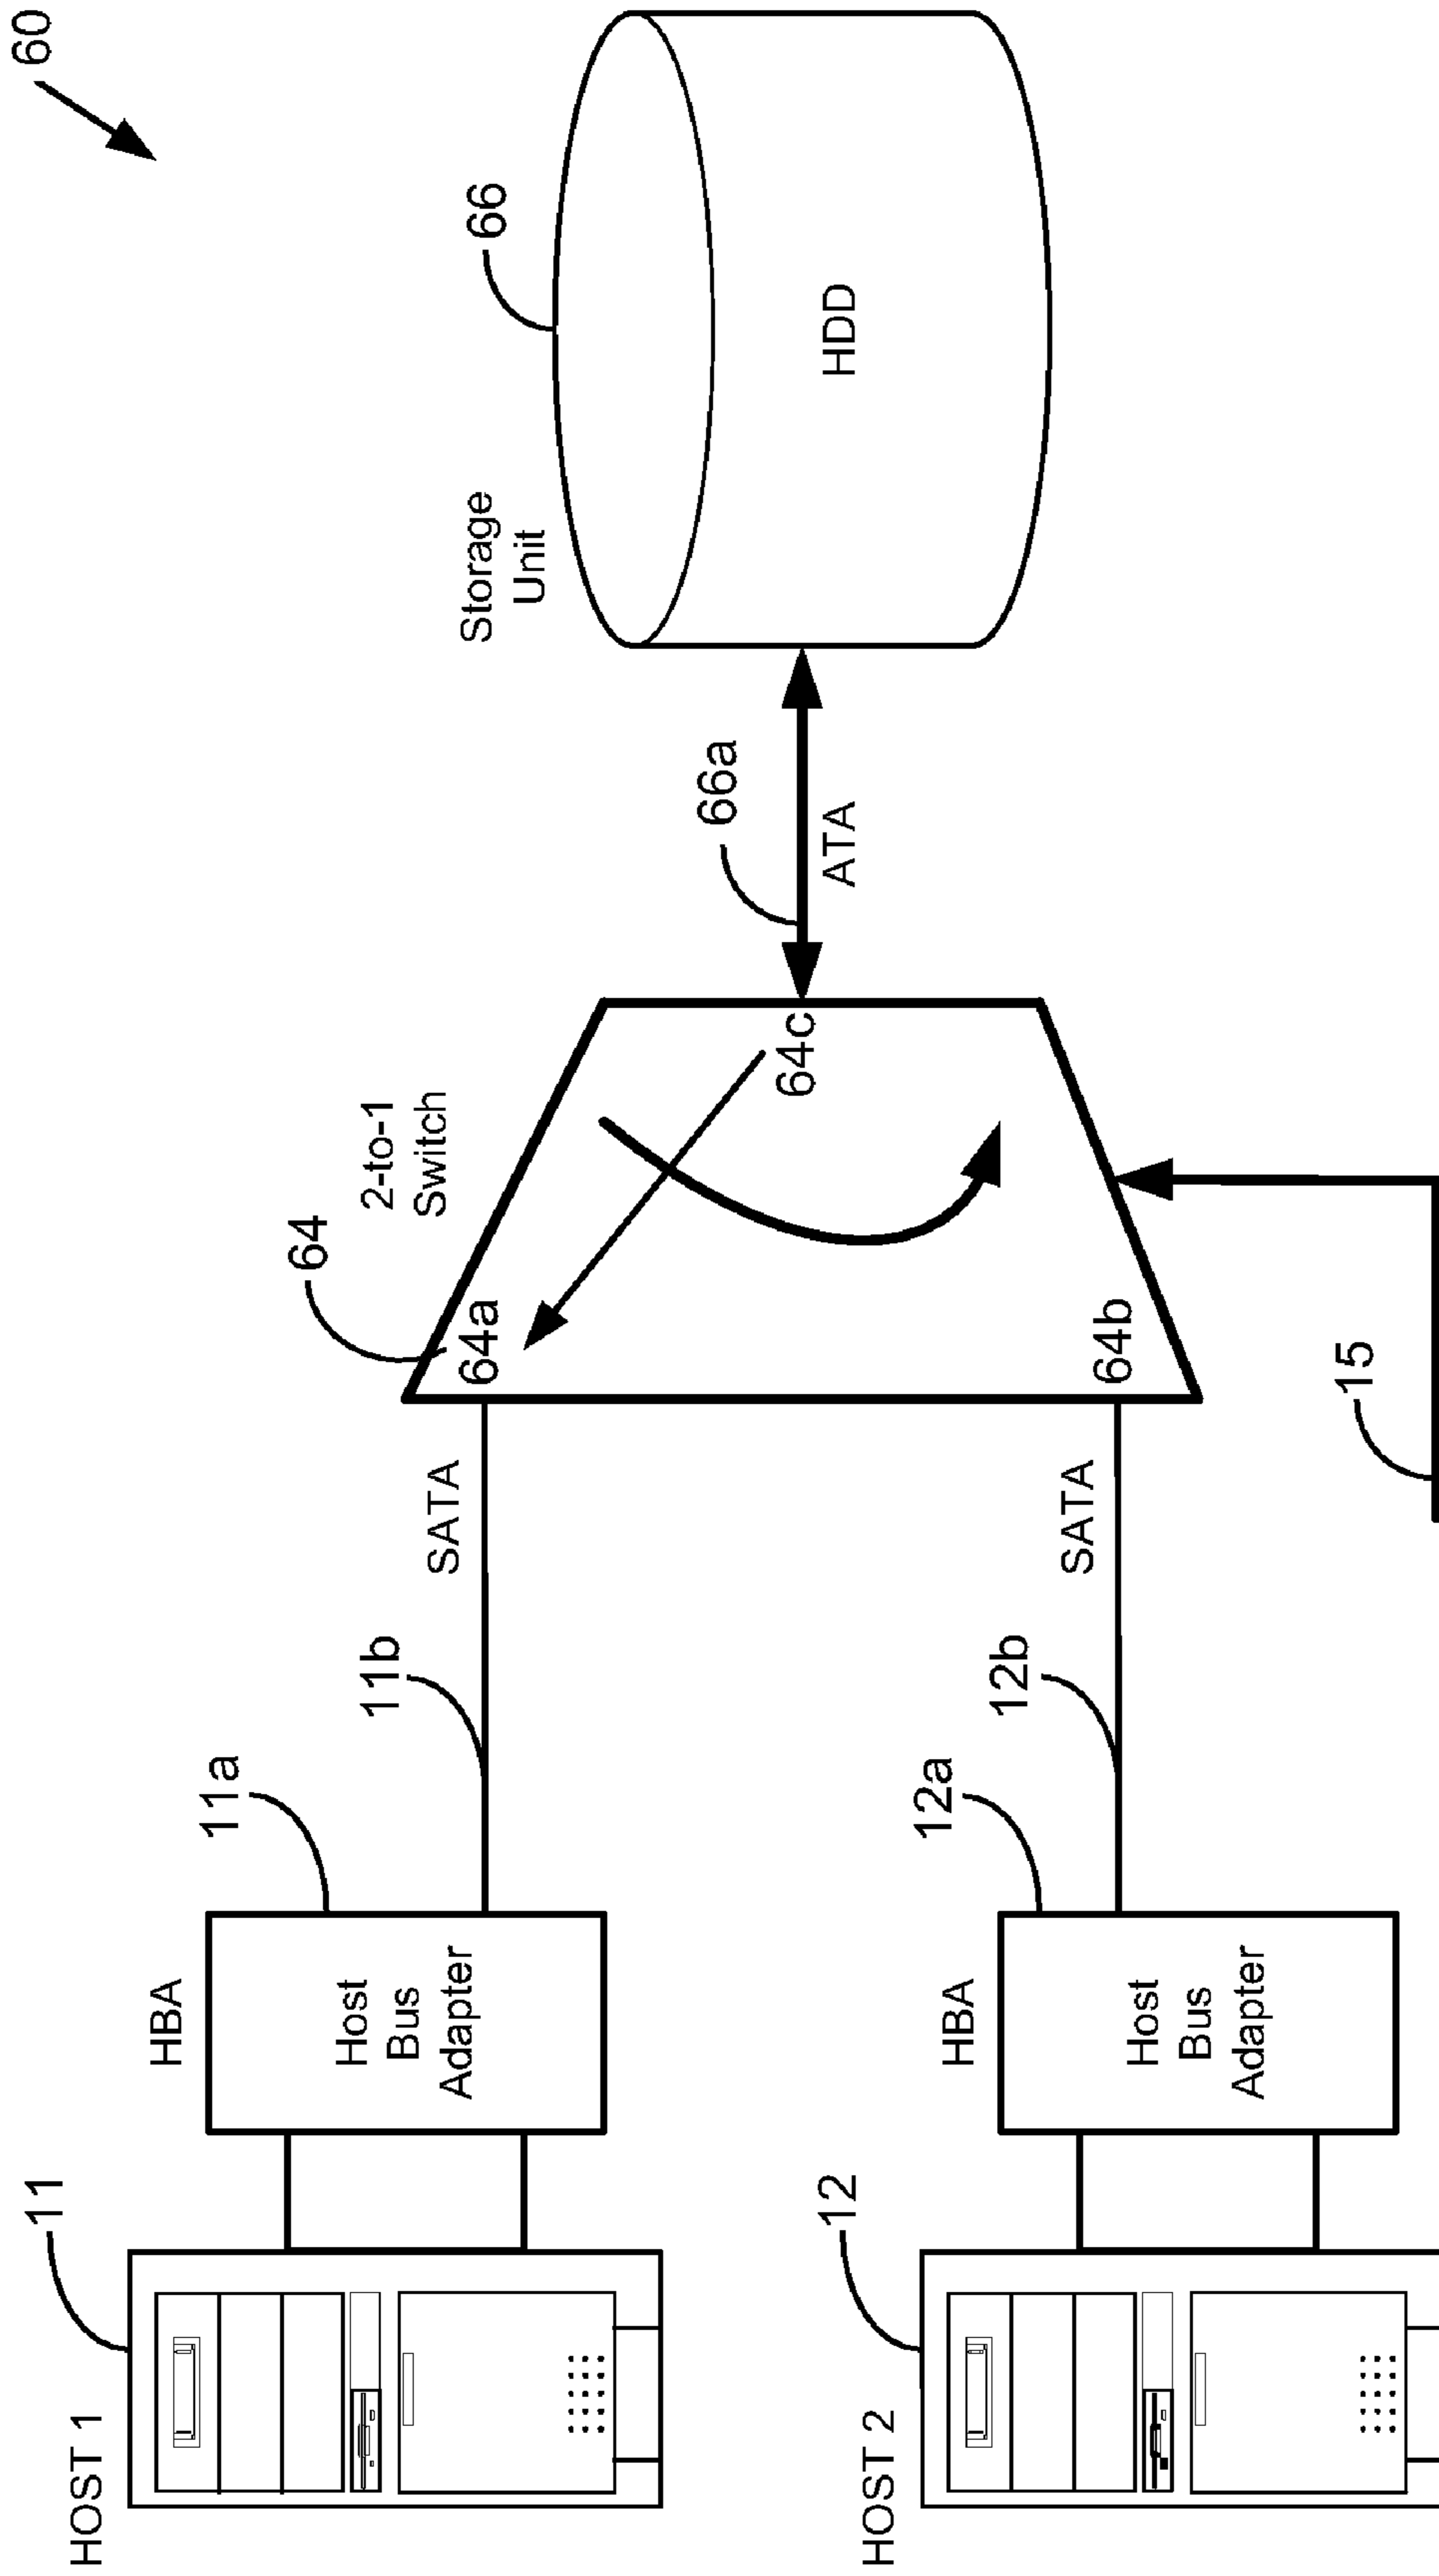 60
HOST 1
11
HBA
Host
Bus
Adapter
11a
11b
SATA
64
2-to-1
Switch
64a
64c
64b
66a
ATA
Storage
Unit
66
HDD
HOST 2
12
HBA
Host
Bus
Adapter
12a
12b
SATA
15